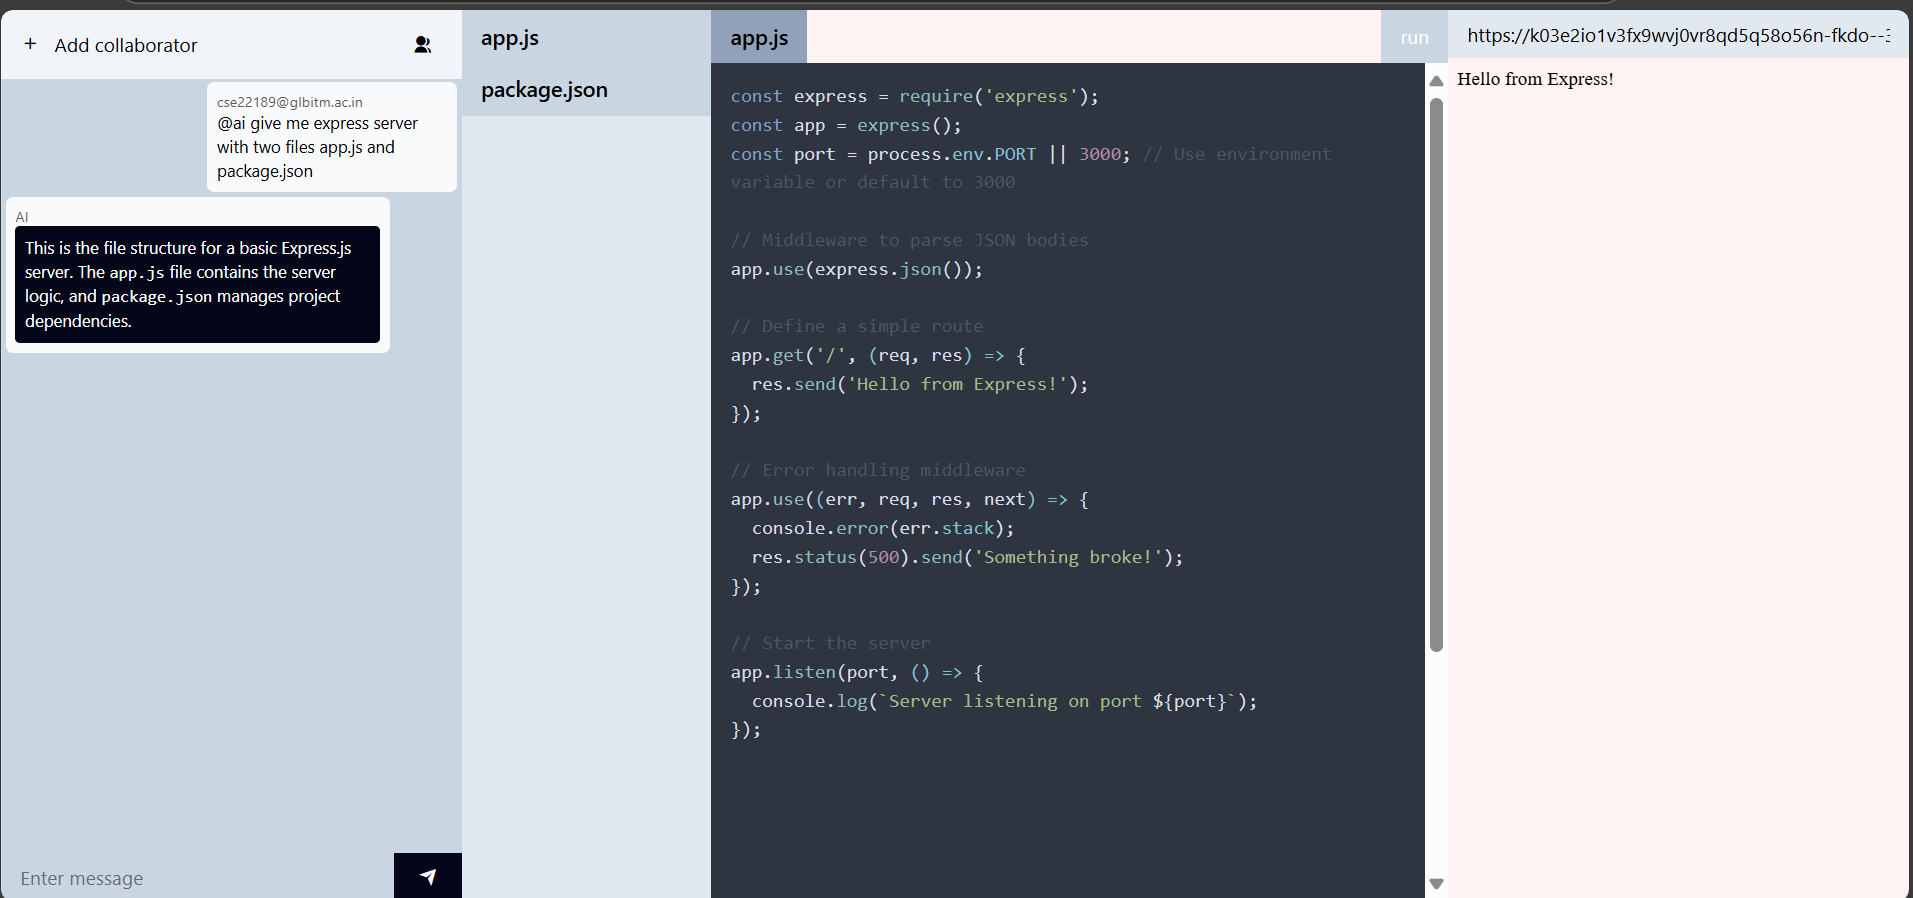 + Add collaborator
cse22189@glbitm.ac.in
@ai give me express server
with two files app.js and
package.json
AI
This is the file structure for a basic Express.js
server. The app.js file contains the server
logic, and package.json manages project
dependencies.
Enter message
app.js
package.json
app.js
run
const express = require('express');
const app = express();
const port = process.env.PORT || 3000; // Use environment
variable or default to 3000
// Middleware to parse JSON bodies
app.use(express.json());
// Define a simple route
app.get('/', (req, res) => {
  res.send('Hello from Express!');
});
// Error handling middleware
app.use((err, req, res, next) => {
  console.error(err.stack);
  res.status(500).send('Something broke!');
});
// Start the server
app.listen(port, () => {
  console.log(`Server listening on port ${port}`);
});
https://k03e2io1v3fx9wvj0vr8qd5q58o56n-fkdo--3
Hello from Express!